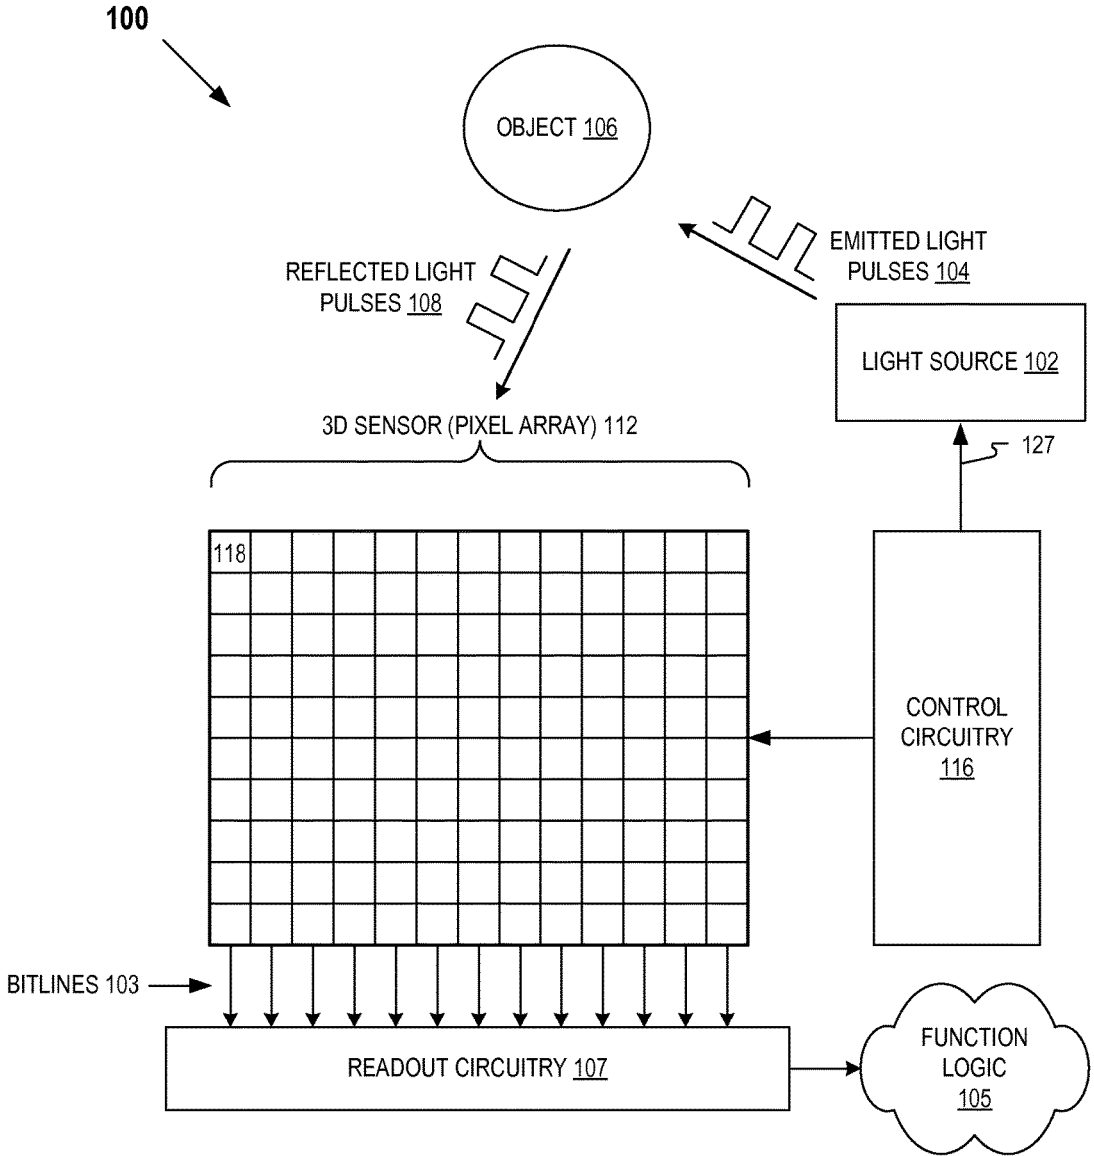 100
OBJECT 106
EMITTED LIGHT
PULSES 104
REFLECTED LIGHT
PULSES 108
LIGHT SOURCE 102
3D SENSOR (PIXEL ARRAY) 112
127
118
CONTROL
CIRCUITRY
116
BITLINES 103
READOUT CIRCUITRY 107
FUNCTION
LOGIC
105